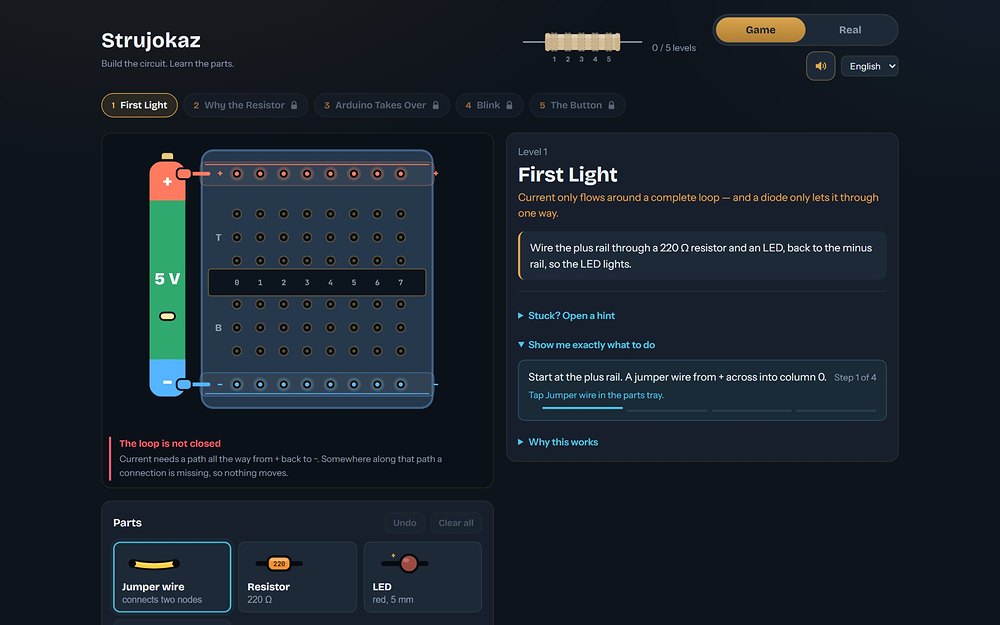 Strujokaz
Build the circuit. Learn the parts.
1 2 3 4 5
0 / 5 levels
Game
Real
English
1 First Light
2 Why the Resistor
3 Arduino Takes Over
4 Blink
5 The Button
+
5 V
−
+ +
T
0 1 2 3 4 5 6 7
B
− −
The loop is not closed
Current needs a path all the way from + back to −. Somewhere along that path a
connection is missing, so nothing moves.
Level 1
First Light
Current only flows around a complete loop — and a diode only lets it through
one way.
Wire the plus rail through a 220 Ω resistor and an LED, back to the minus
rail, so the LED lights.
Stuck? Open a hint
Show me exactly what to do
Start at the plus rail. A jumper wire from + across into column 0. Step 1 of 4
Tap Jumper wire in the parts tray.
Why this works
Parts
Undo
Clear all
Jumper wire
connects two nodes
220
Resistor
220 Ω
LED
red, 5 mm